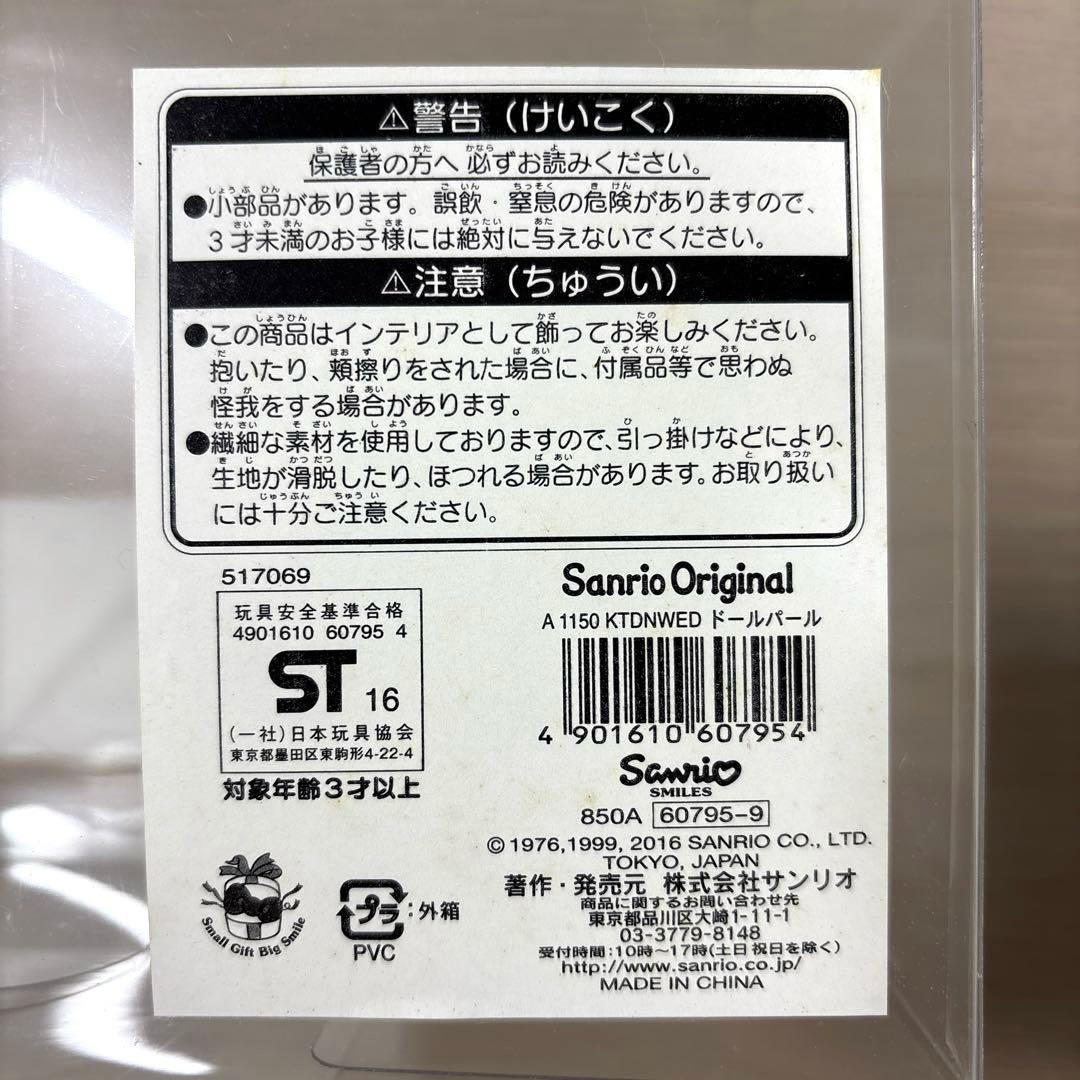 ⚠警告(けいこく)
保護者の方へ 必ずお読みください。
●小部品があります。誤飲・窒息の危険がありますので、
3才未満のお子様には絶対に与えないでください。
⚠注意(ちゅうい)
●この商品はインテリアとして飾ってお楽しみください。
抱いたり、頬擦りをされた場合に、付属品等で思わぬ
怪我をする場合があります。
●繊細な素材を使用しておりますので、引っ掛けなどにより、
生地が滑脱したり、ほつれる場合があります。お取り扱い
には十分ご注意ください。
517069
玩具安全基準合格
4901610 60795 4
ST 16
(一社)日本玩具協会
東京都墨田区東駒形4-22-4
対象年齢3才以上
Small Gift Big Smile
プラ:外箱
PVC
Sanrio Original
A 1150 KTDNWED ドールパール
4 901610 607954
Sanrio
SMILES
850A 60795-9
©1976,1999, 2016 SANRIO CO., LTD.
TOKYO, JAPAN
著作・発売元 株式会社サンリオ
商品に関するお問い合わせ先
東京都品川区大崎1-11-1
03-3779-8148
受付時間:10時〜17時(土日祝日を除く)
http://www.sanrio.co.jp/
MADE IN CHINA